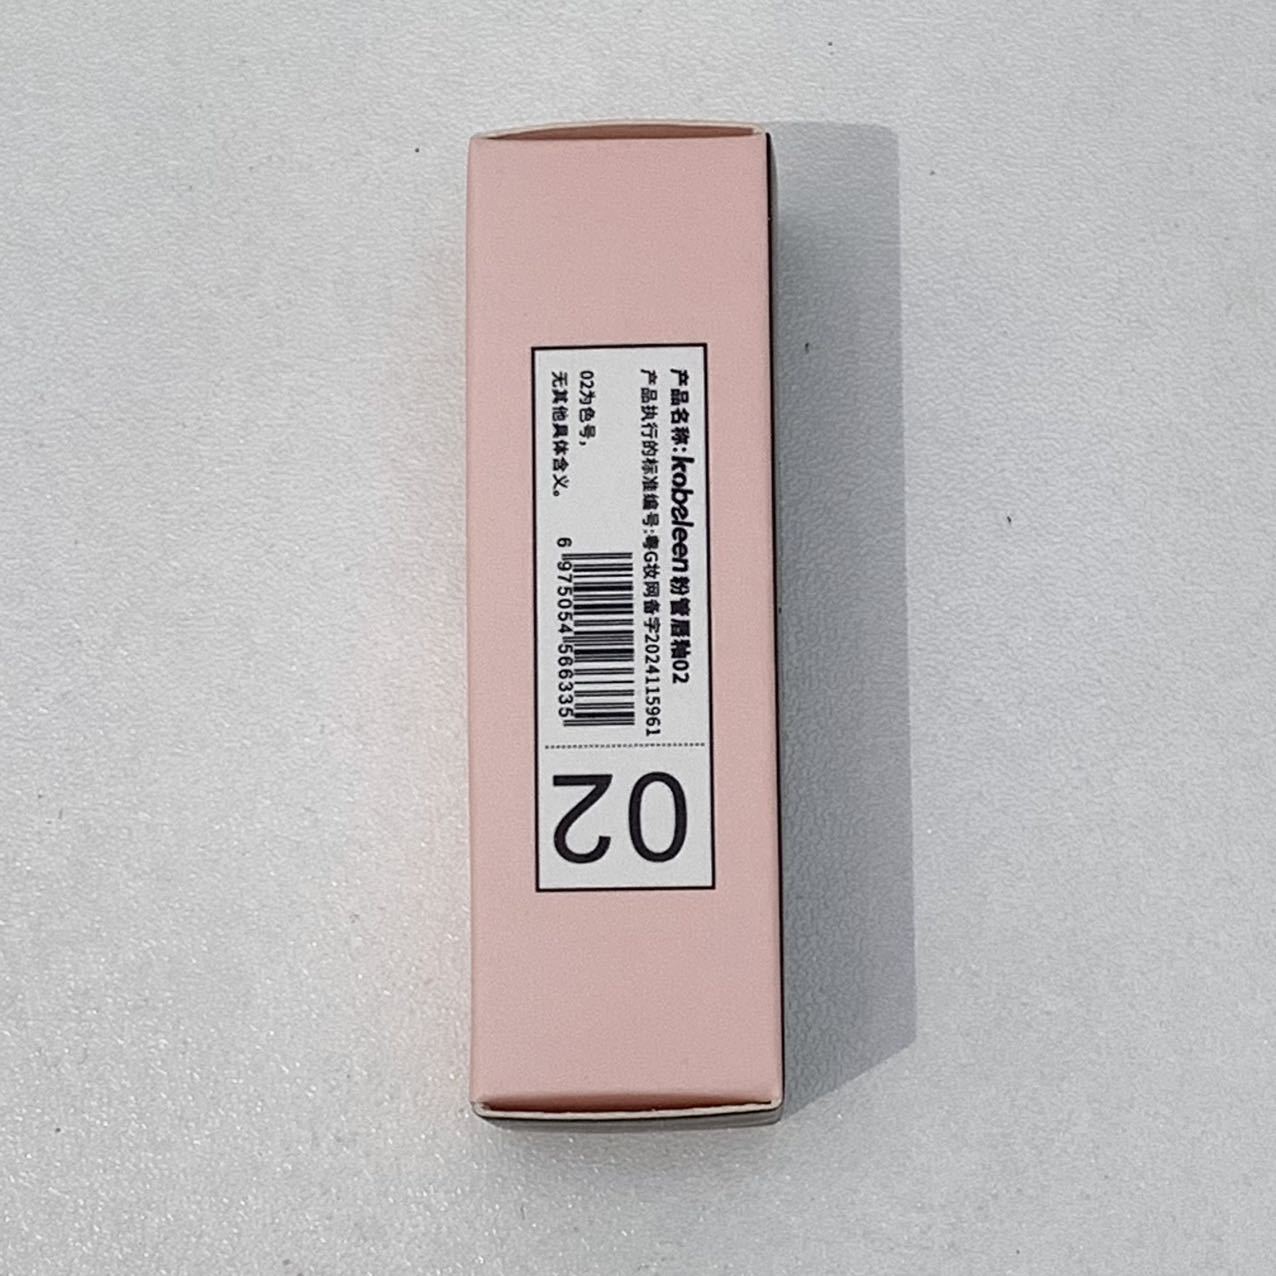 产品名称：kobeleen粉管唇釉02
产品执行的标准编号:粤G妆网备字2024115961
02为色号，
无其他具体含义。
6 975054 566335
02